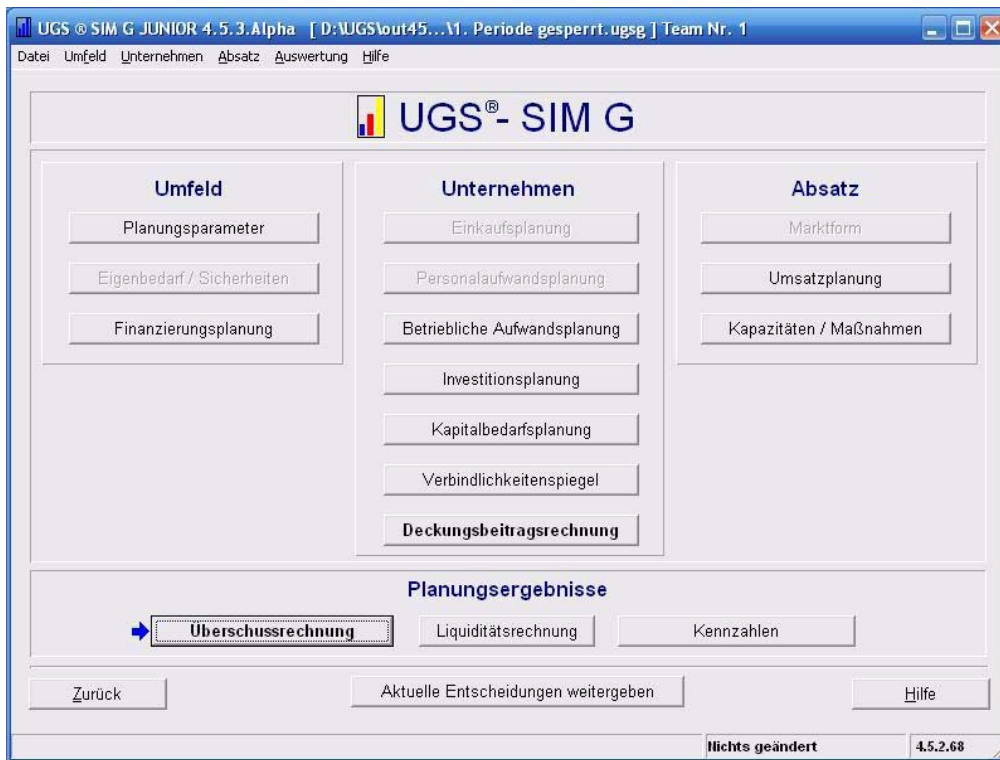 UGS ® SIM G JUNIOR 4.5.3.Alpha [ D:\UGS\out45...\1. Periode gesperrt.ugsg ] Team Nr. 1
Datei Umfeld Unternehmen Absatz Auswertung Hilfe
UGS®- SIM G
Umfeld
Planungsparameter
Eigenbedarf / Sicherheiten
Finanzierungsplanung
Unternehmen
Einkaufsplanung
Personalaufwandsplanung
Betriebliche Aufwandsplanung
Investitionsplanung
Kapitalbedarfsplanung
Verbindlichkeitenspiegel
Deckungsbeitragsrechnung
Absatz
Marktform
Umsatzplanung
Kapazitäten / Maßnahmen
Planungsergebnisse
Überschussrechnung Liquiditätsrechnung Kennzahlen
Zurück Aktuelle Entscheidungen weitergeben Hilfe
Nichts geändert 4.5.2.68